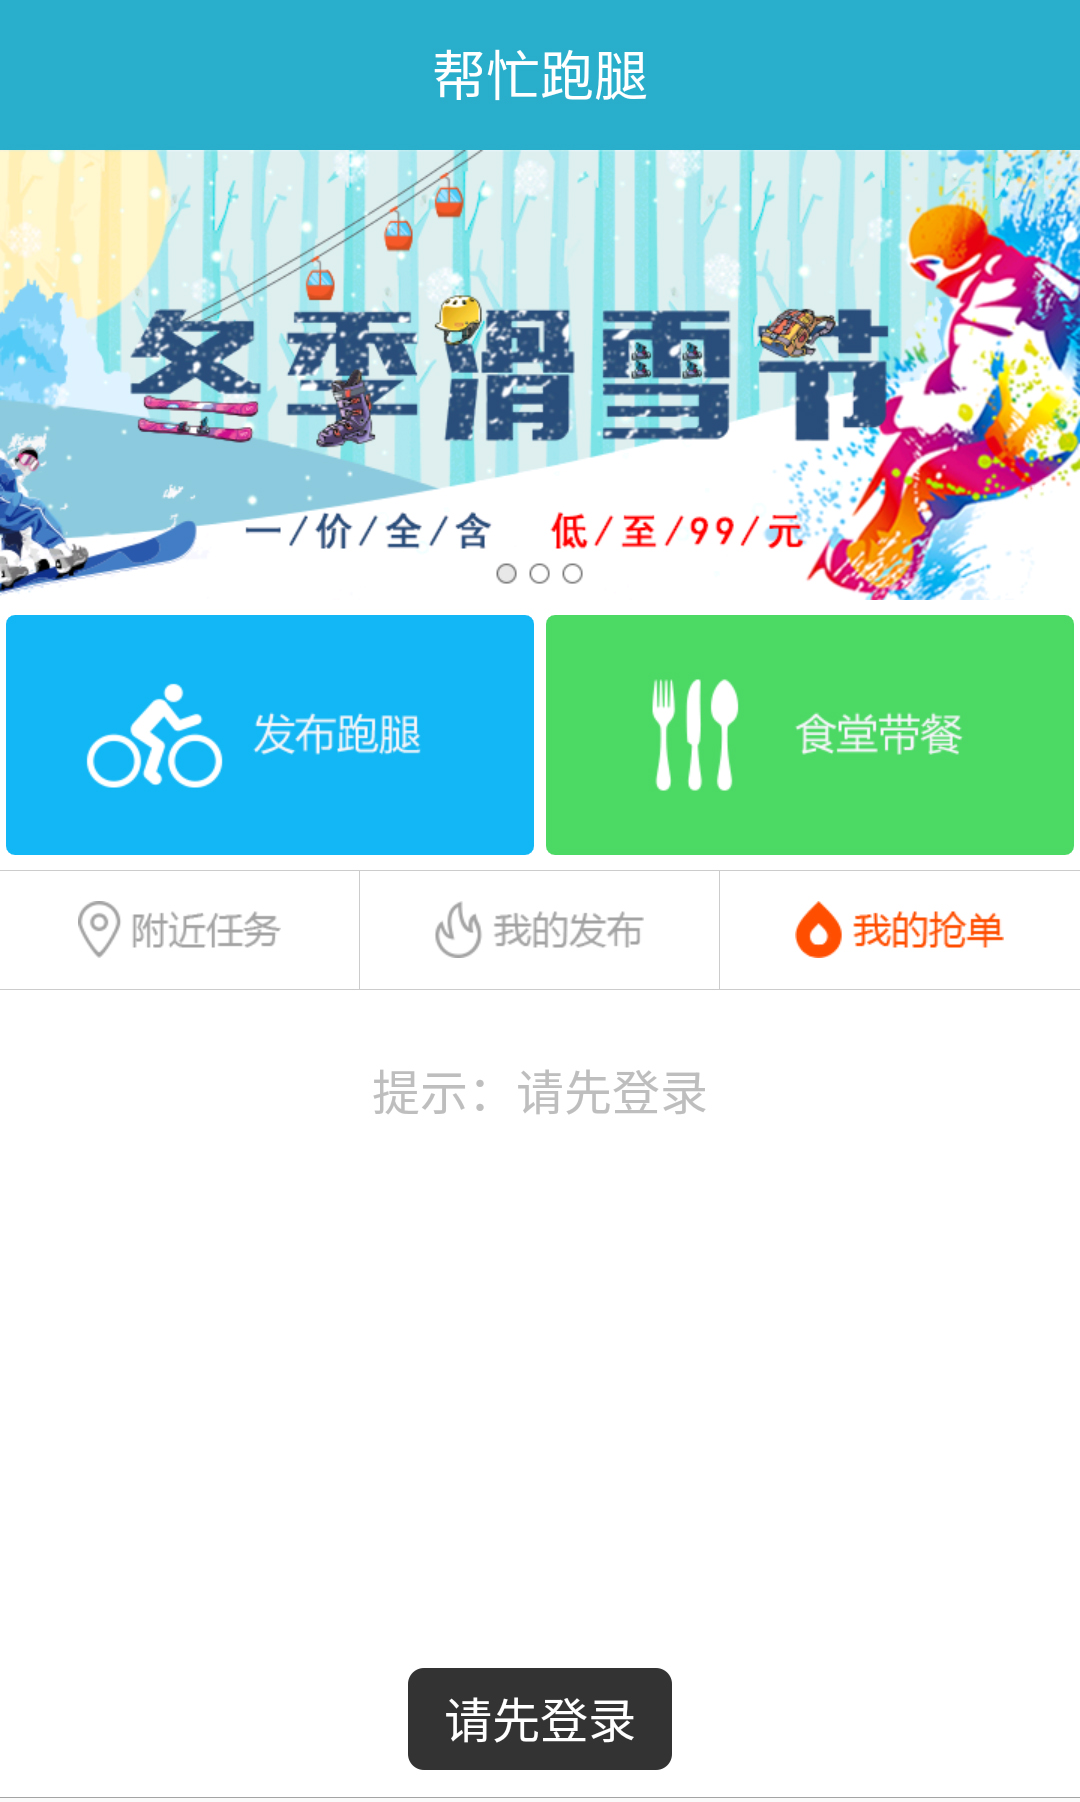 帮忙跑腿
冬季滑雪节
一/价/全/含 低/至/99/元
发布跑腿 食堂带餐
附近任务 我的发布 我的抢单
提示：请先登录
请先登录